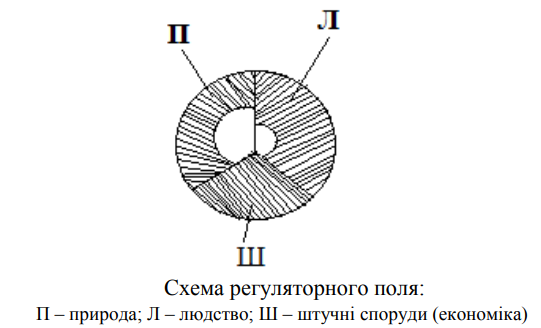 П
Л
Ш
Схема регуляторного поля:
П – природа; Л – людство; Ш – штучні споруди (економіка)